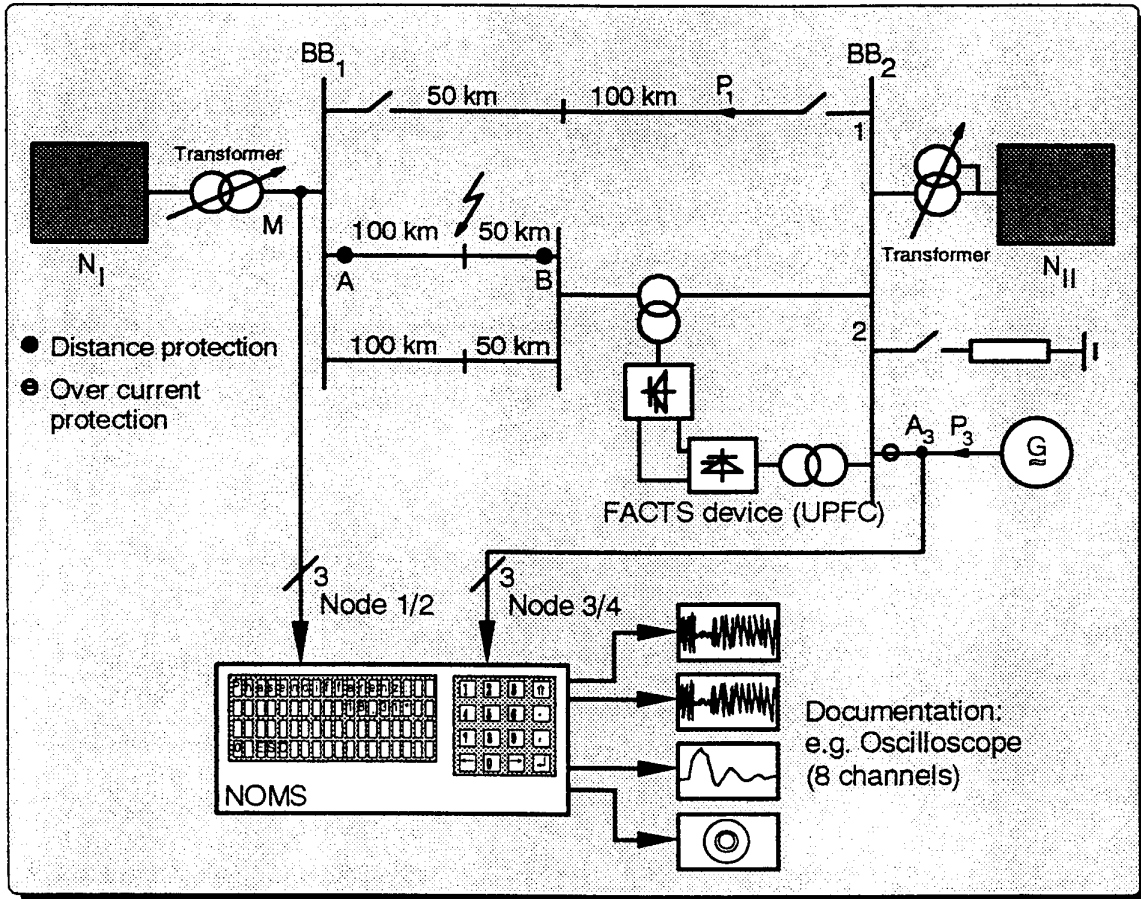 BB1
BB2
50 km
100 km
P1
1
Transformer
M
N I
100 km
50 km
A
B
Transformer
N II
2
100 km
50 km
Distance protection
Over current
protection
A3
P3
G
FACTS device (UPFC)
3
Node 1/2
3
Node 3/4
NOMS
Documentation:
e.g. Oscilloscope
(8 channels)